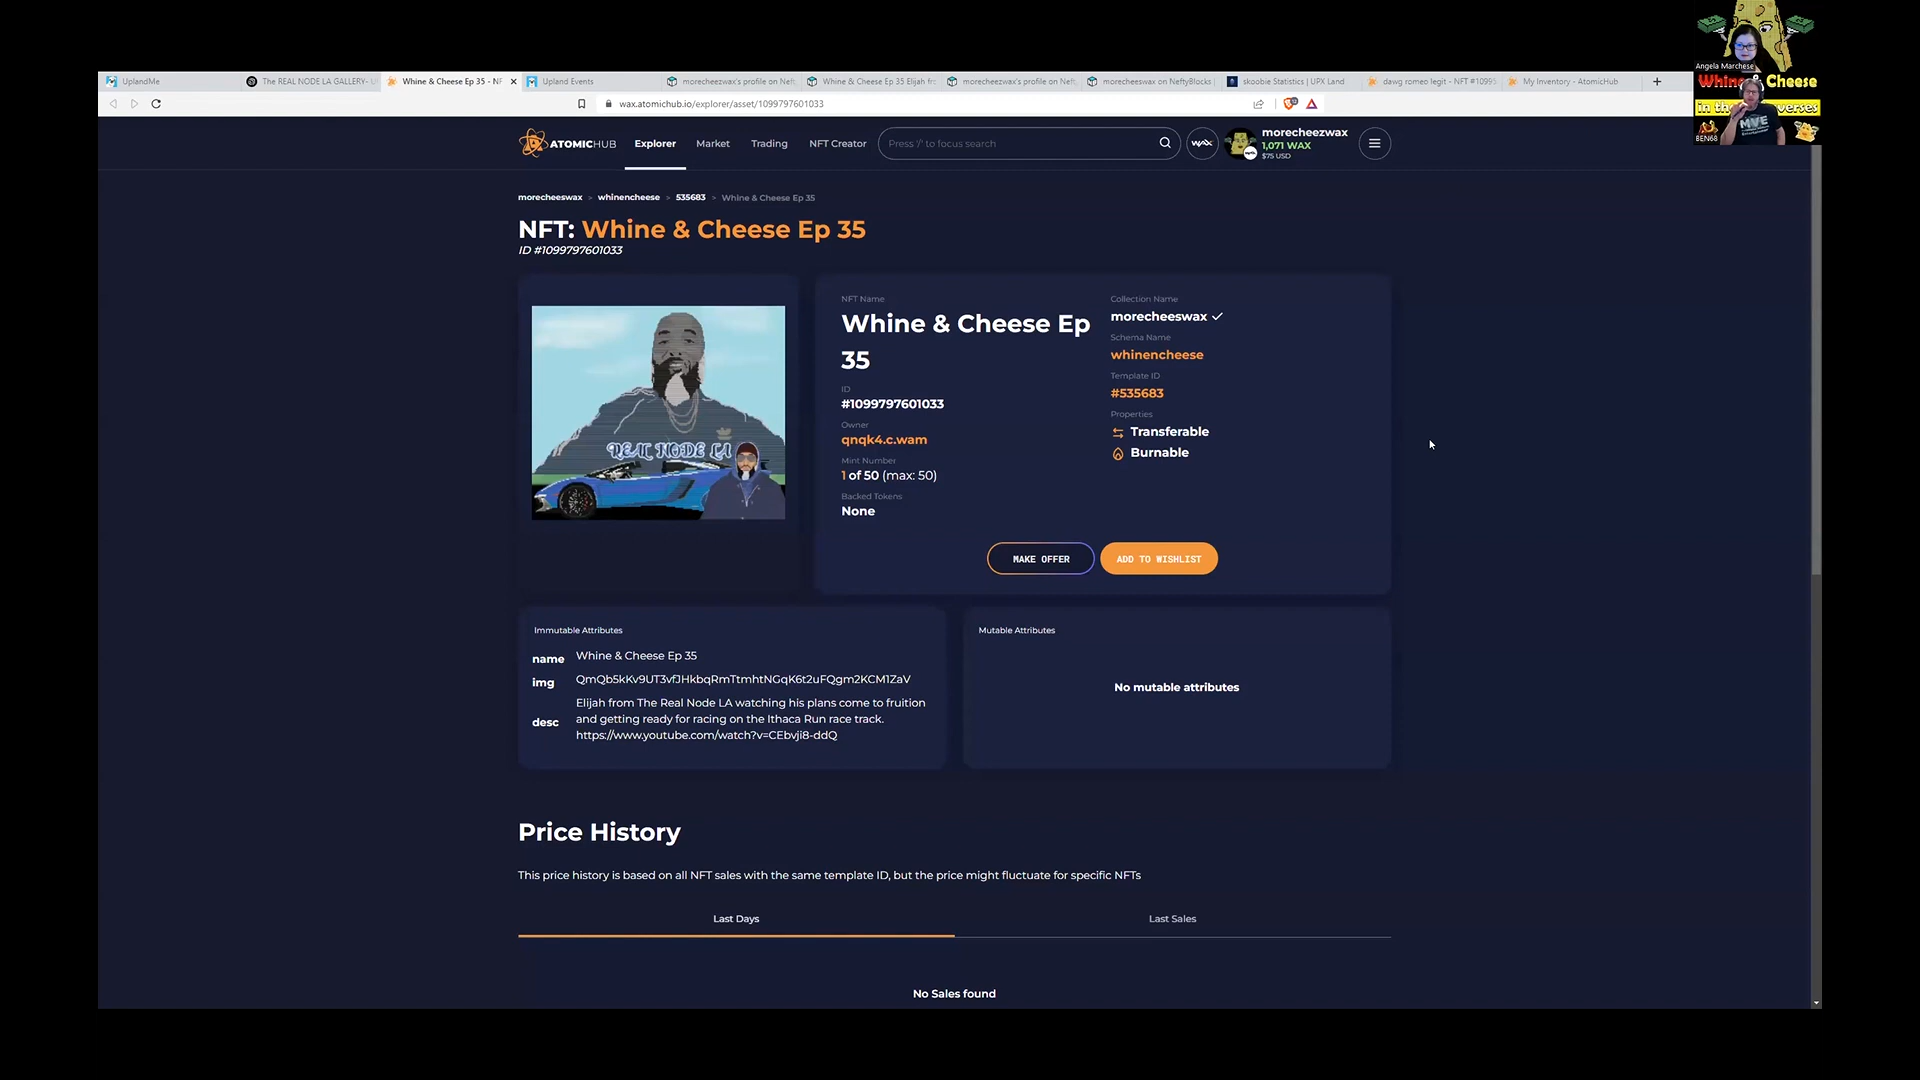 UplandMe
The REAL NODE LA GALLERY- U
Whine & Cheese Ep 35 - NF
Upland Events
morecheezwax's profile on Neft
Whine & Cheese Ep 35 Elijah fr
morecheezwax's profile on Neft
morecheeswax on NeftyBlocks
skoobie Statistics | UPX Land
dawg romeo legit - NFT #1099
My Inventory - AtomicHub
wax.atomichub.io/explorer/asset/1099797601033
Angela Marchese
Whine & Cheese
in the
verses
BEN68
MVE
ATOMICHUB
Explorer
Market
Trading
NFT Creator
Press '/' to focus search
WAX
morecheezwax
1,071 WAX
$75 USD
morecheeswax > whinencheese > 535683 > Whine & Cheese Ep 35
NFT: Whine & Cheese Ep 35
ID #1099797601033
REAL NODE LA
NFT Name
Whine & Cheese Ep
35
ID
#1099797601033
Owner
qnqk4.c.wam
Mint Number
1 of 50 (max: 50)
Backed Tokens
None
Collection Name
morecheeswax
Schema Name
whinencheese
Template ID
#535683
Properties
Transferable
Burnable
MAKE OFFER
ADD TO WISHLIST
Immutable Attributes
name Whine & Cheese Ep 35
img QmQb5kKv9UT3vfJHkbqRmTtmhtNGqK6t2uFQgm2KCM1ZaV
desc Elijah from The Real Node LA watching his plans come to fruition
and getting ready for racing on the Ithaca Run race track.
https://www.youtube.com/watch?v=CEbvji8-ddQ
Mutable Attributes
No mutable attributes
Price History
This price history is based on all NFT sales with the same template ID, but the price might fluctuate for specific NFTs
Last Days
Last Sales
No Sales found